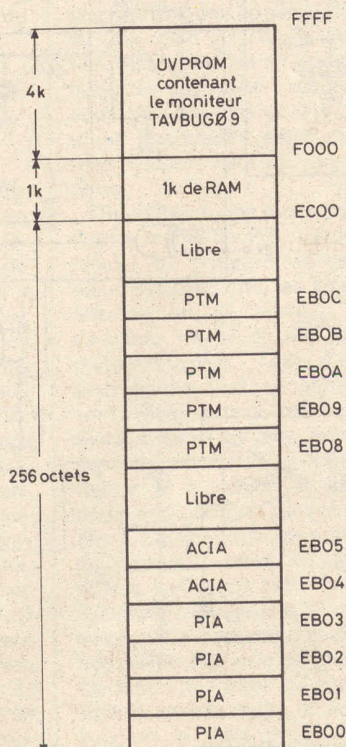 FFFF
4k
UVPROM
contenant
le moniteur
TAVBUGØ9
F000
1k
1k de RAM
EC00
Libre
PTM EB0C
PTM EB0B
PTM EB0A
PTM EB09
PTM EB08
256 octets
Libre
ACIA EB05
ACIA EB04
PIA EB03
PIA EB02
PIA EB01
PIA EB00